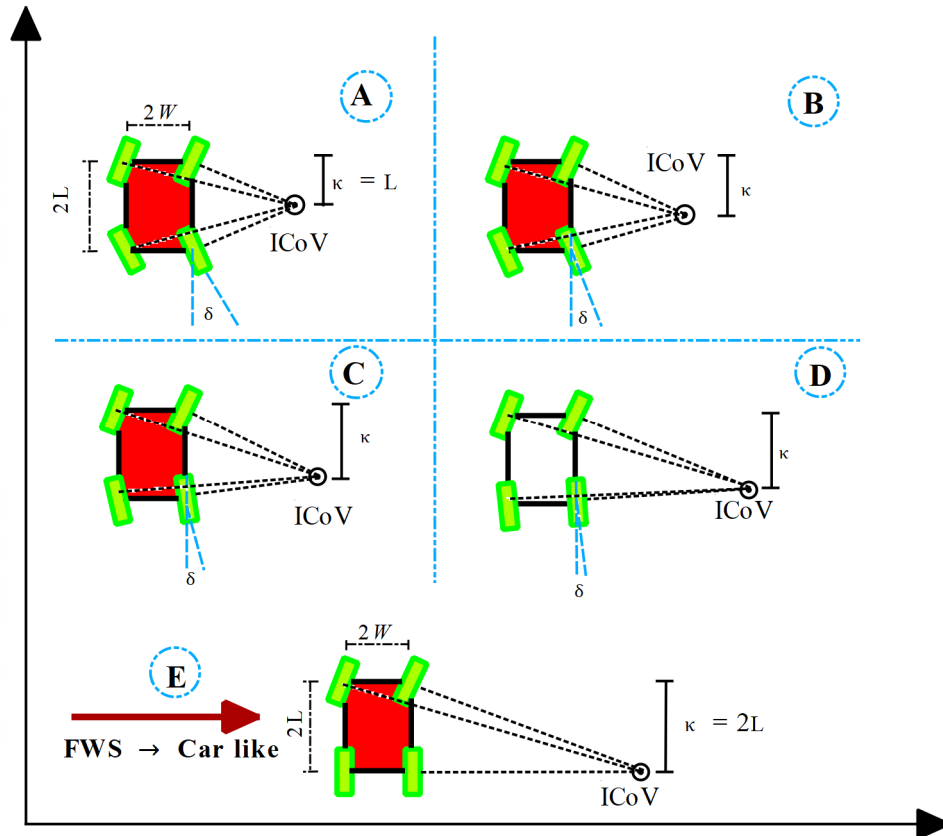 A
2 W
κ = L
2L
ICoV
δ
B
ICoV
κ
δ
C
κ
ICoV
δ
D
κ
ICoV
δ
E
FWS → Car like
2 W
2L
κ = 2L
ICoV